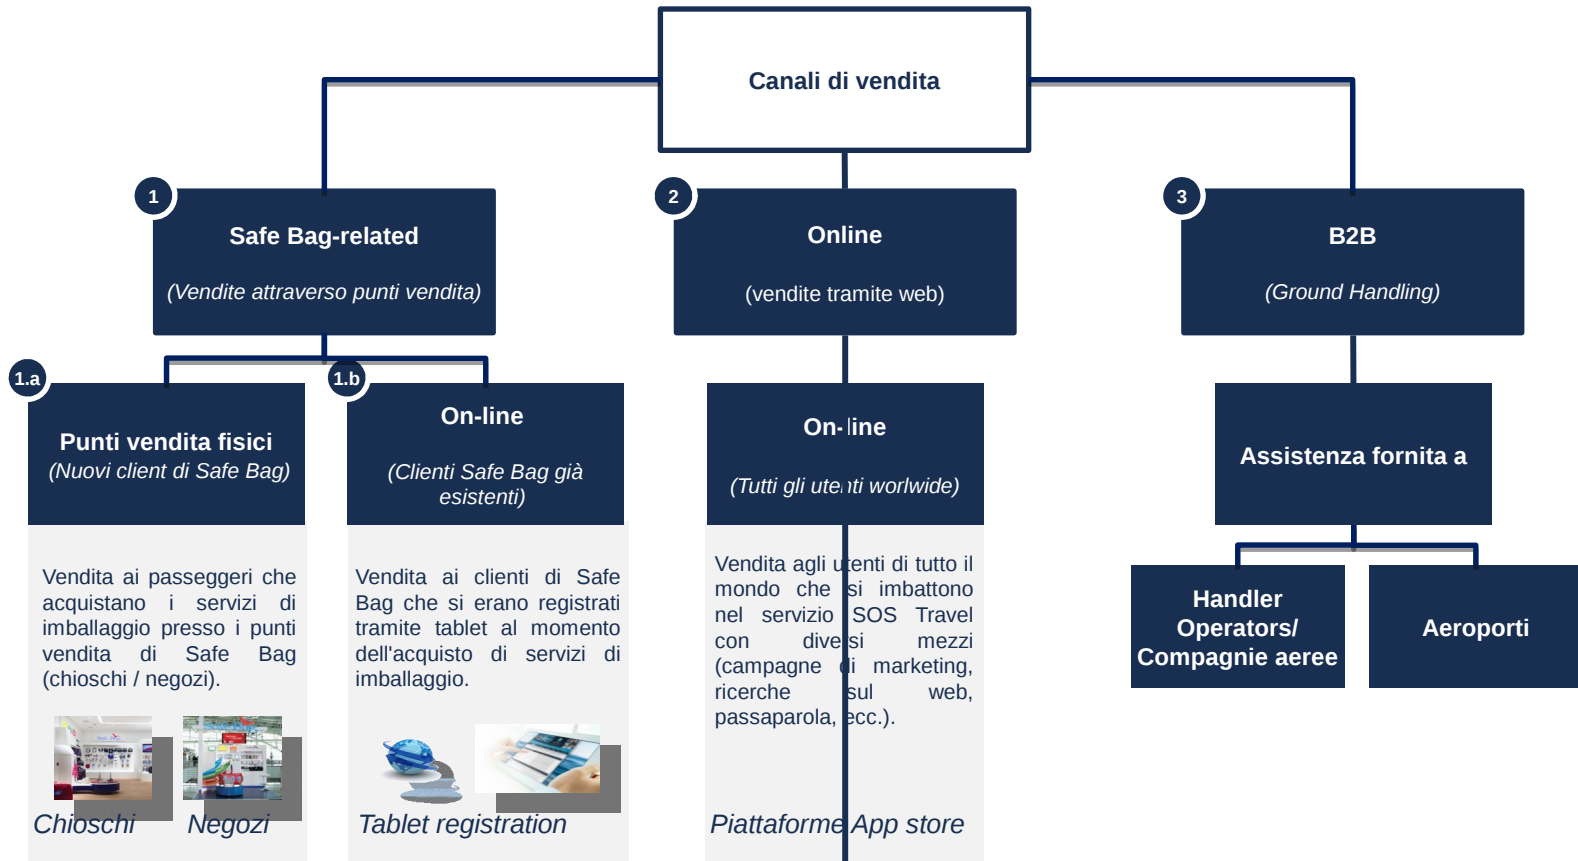 Canali di vendita
1
Safe Bag-related
(Vendite attraverso punti vendita)
2
Online
(vendite tramite web)
3
B2B
(Ground Handling)
1.a
Punti vendita fisici
(Nuovi client di Safe Bag)
Vendita ai passeggeri che
acquistano i servizi di
imballaggio presso i punti
vendita di Safe Bag
(chioschi / negozi).
Chioschi
Negozi
1.b
On-line
(Clienti Safe Bag già
esistenti)
Vendita ai clienti di Safe
Bag che si erano registrati
tramite tablet al momento
dell'acquisto di servizi di
imballaggio.
Tablet registration
On-line
(Tutti gli utenti worlwide)
Vendita agli utenti di tutto il
mondo che si imbattono
nel servizio SOS Travel
con diversi mezzi
(campagne di marketing,
ricerche sul web,
passaparola, ecc.).
Piattaforme App store
Assistenza fornita a
Handler
Operators/
Compagnie aeree
Aeroporti